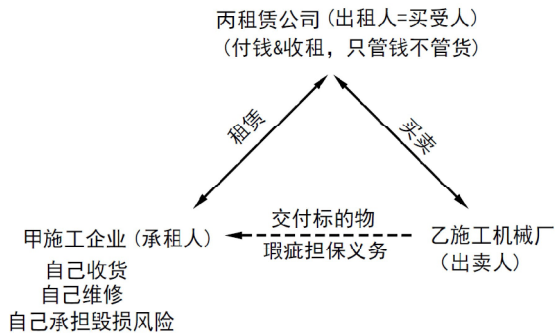 丙租赁公司(出租人=买受人)
(付钱&收租，只管钱不管货)
租赁
买卖
交付标的物
瑕疵担保义务
甲施工企业(承租人)
自己收货
自己维修
自己承担毁损风险
乙施工机械厂
(出卖人)